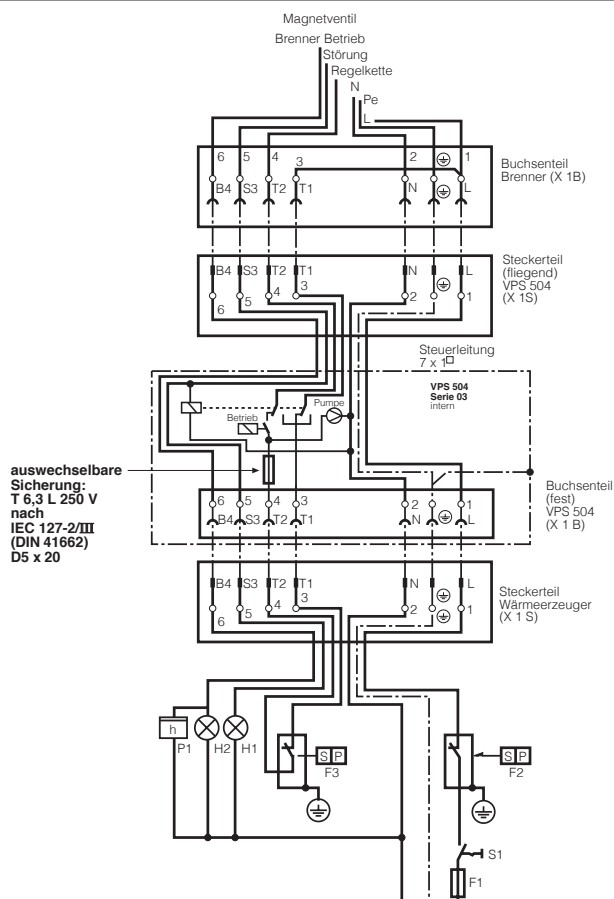 Magnetventil
Brenner Betrieb
Störung
Regelkette
N
Pe
L
6 5 4 3 2 1
B4 S3 T2 T1 N L
Buchsenteil
Brenner (X 1B)
B4 S3 T2 T1 N L
6 5 4 3 2 1
Steckerteil
(fliegend)
VPS 504
(X 1S)
Steuerleitung
7 x 1□
VPS 504
Serie 03
intern
Betrieb
Pumpe
auswechselbare
Sicherung:
T 6,3 L 250 V
nach
IEC 127-2/III
(DIN 41662)
D5 x 20
6 5 4 3 2 1
B4 S3 T2 T1 N L
Buchsenteil
(fest)
VPS 504
(X 1 B)
B4 S3 T2 T1 N L
6 5 4 3 2 1
Steckerteil
Wärmeerzeuger
(X 1 S)
h
P1 H2 H1
S P
F3
S P
F2
S1
F1